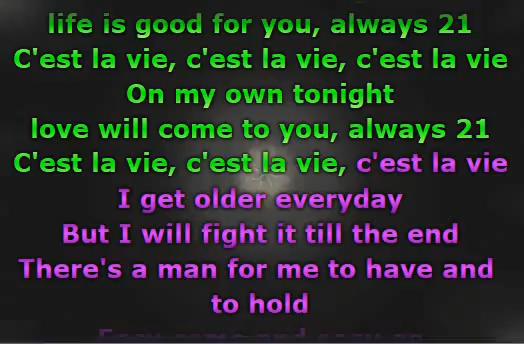 life is good for you, always 21
C'est la vie, c'est la vie, c'est la vie
On my own tonight
love will come to you, always 21
C'est la vie, c'est la vie, c'est la vie
I get older everyday
But I will fight it till the end
There's a man for me to have and
to hold